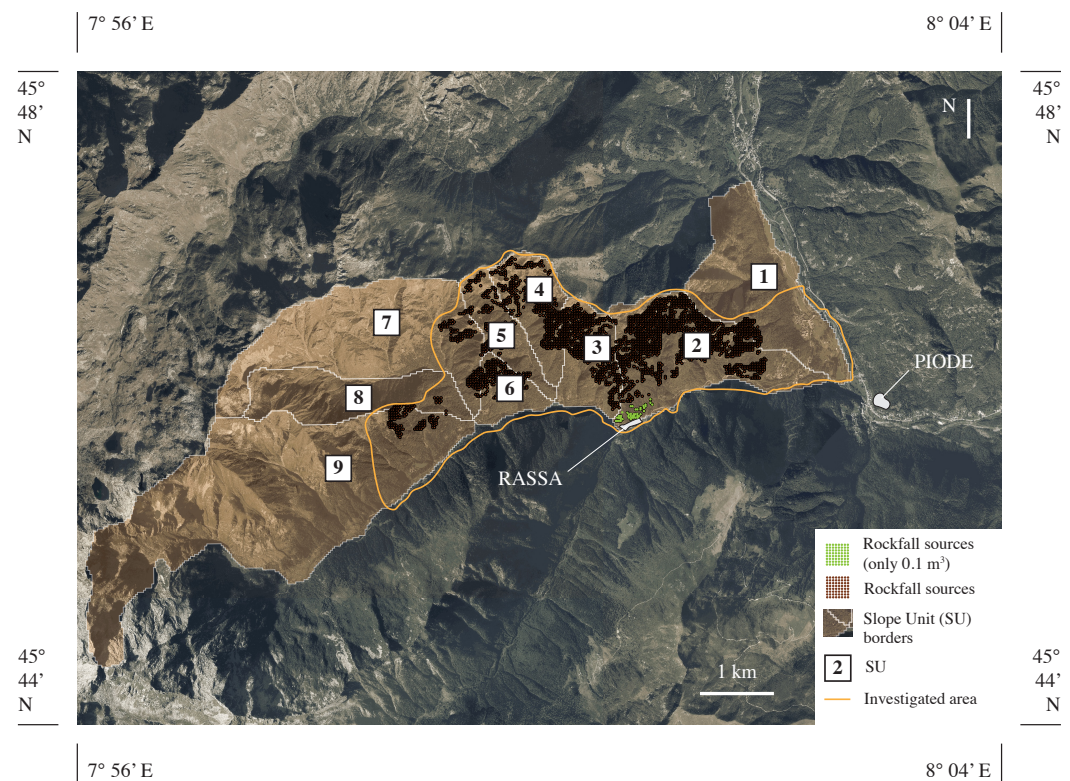 7° 56’ E
8° 04’ E
45°
48’
N
45°
48’
N
N
1
4
7
5
3
2
PIODE
8
6
9
RASSA
Rockfall sources
(only 0.1 m³)
Rockfall sources
Slope Unit (SU)
borders
2 SU
Investigated area
1 km
45°
44’
N
45°
44’
N
7° 56’ E
8° 04’ E